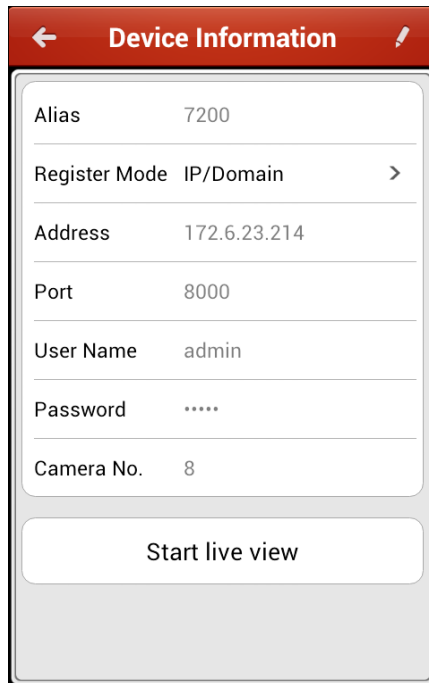 Device Information
Alias 7200
Register Mode IP/Domain >
Address 172.6.23.214
Port 8000
User Name admin
Password •••••
Camera No. 8
Start live view